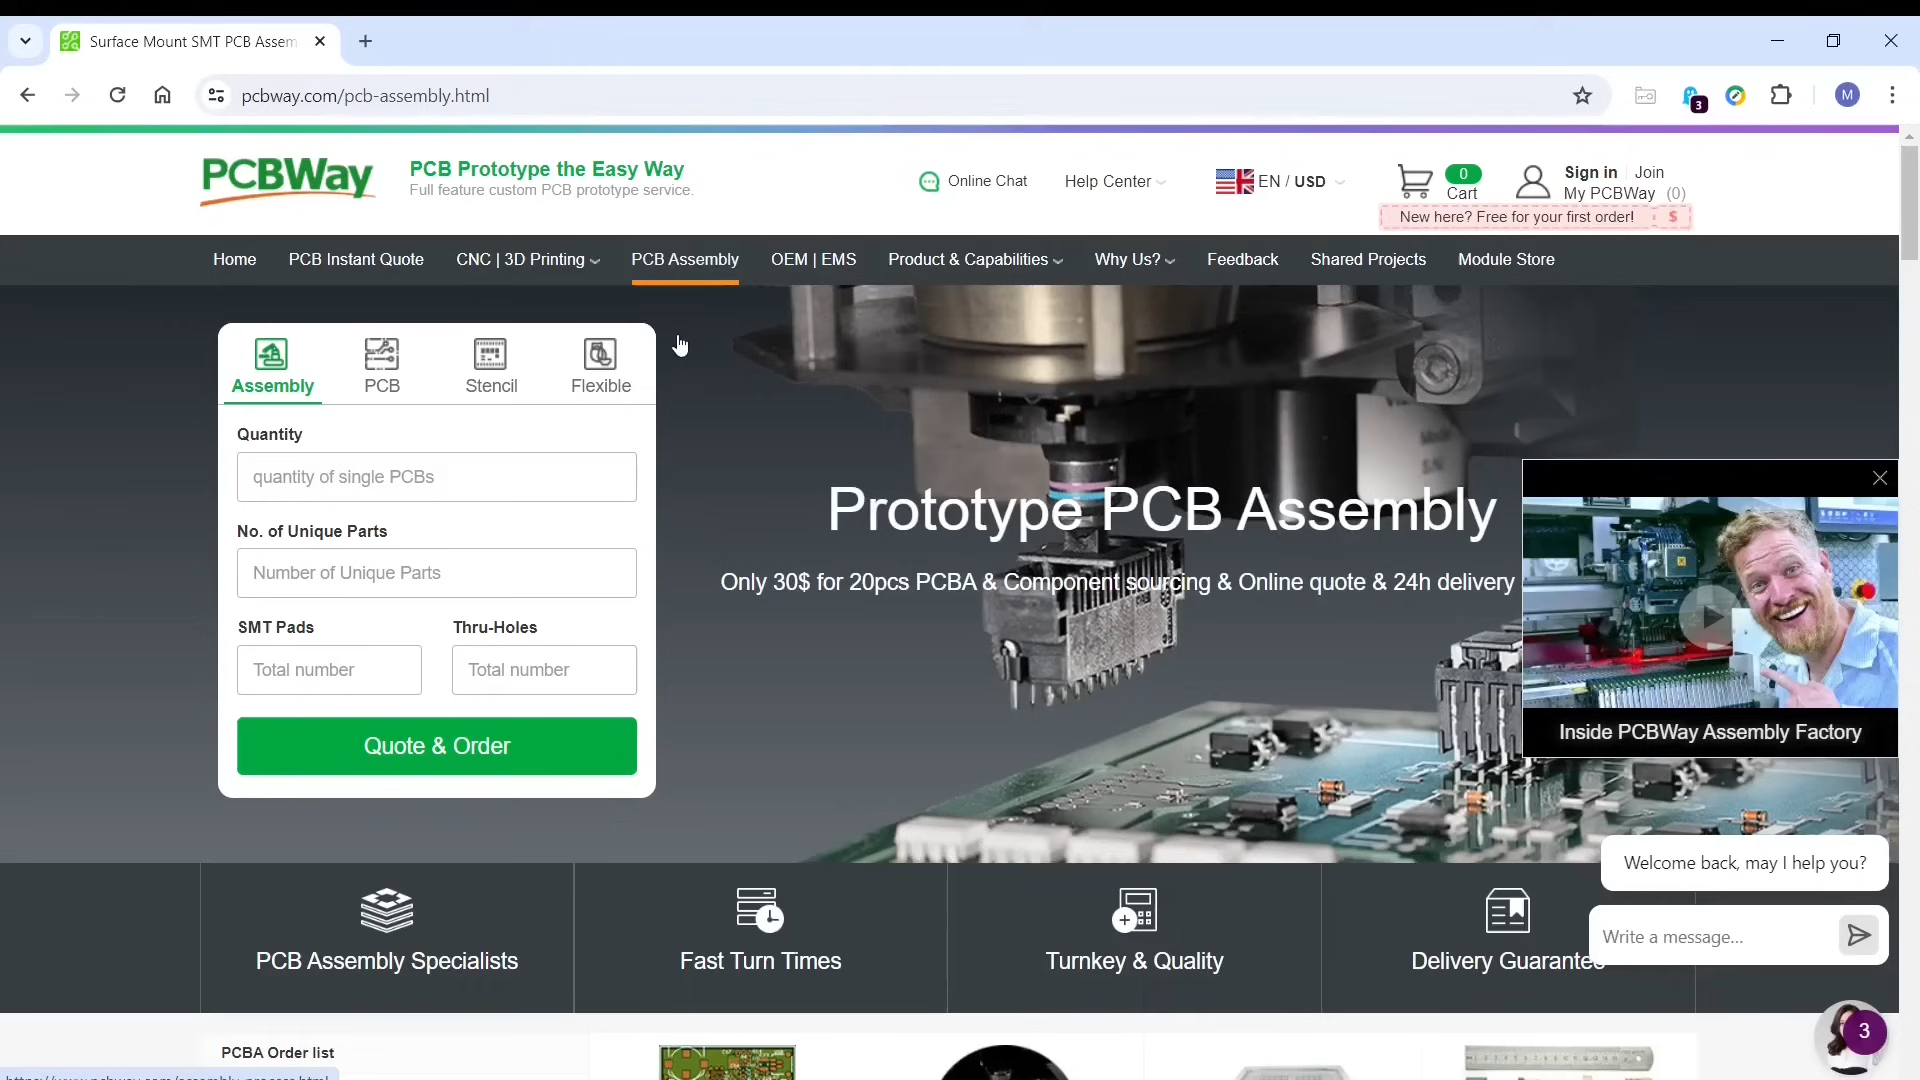 Surface Mount SMT PCB Assem
pcbway.com/pcb-assembly.html
3
M
PCBWay
PCB Prototype the Easy Way
Full feature custom PCB prototype service.
Online Chat
Help Center
EN / USD
0
Cart
Sign in
Join
My PCBWay (0)
New here? Free for your first order!
$
Home
PCB Instant Quote
CNC | 3D Printing
PCB Assembly
OEM | EMS
Product & Capabilities
Why Us?
Feedback
Shared Projects
Module Store
Assembly
PCB
Stencil
Flexible
Quantity
quantity of single PCBs
No. of Unique Parts
Number of Unique Parts
SMT Pads
Thru-Holes
Total number
Total number
Quote & Order
Prototype PCB Assembly
Only 30$ for 20pcs PCBA & Component sourcing & Online quote & 24h delivery
Inside PCBWay Assembly Factory
Welcome back, may I help you?
Write a message...
PCB Assembly Specialists
Fast Turn Times
Turnkey & Quality
Delivery Guarantee
3
PCBA Order list